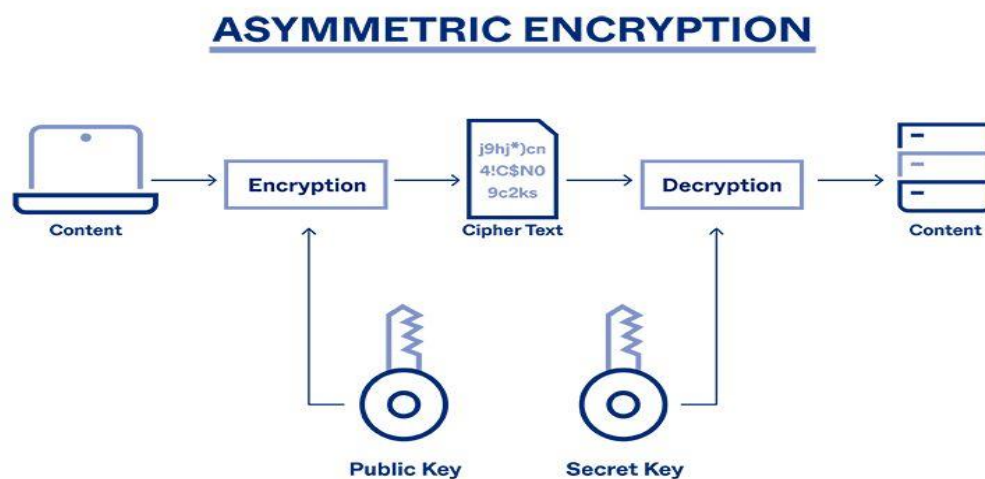 ASYMMETRIC ENCRYPTION
j9hj*)cn
4!C$N0
9c2ks
Encryption
Decryption
Content
Cipher Text
Content
Public Key
Secret Key